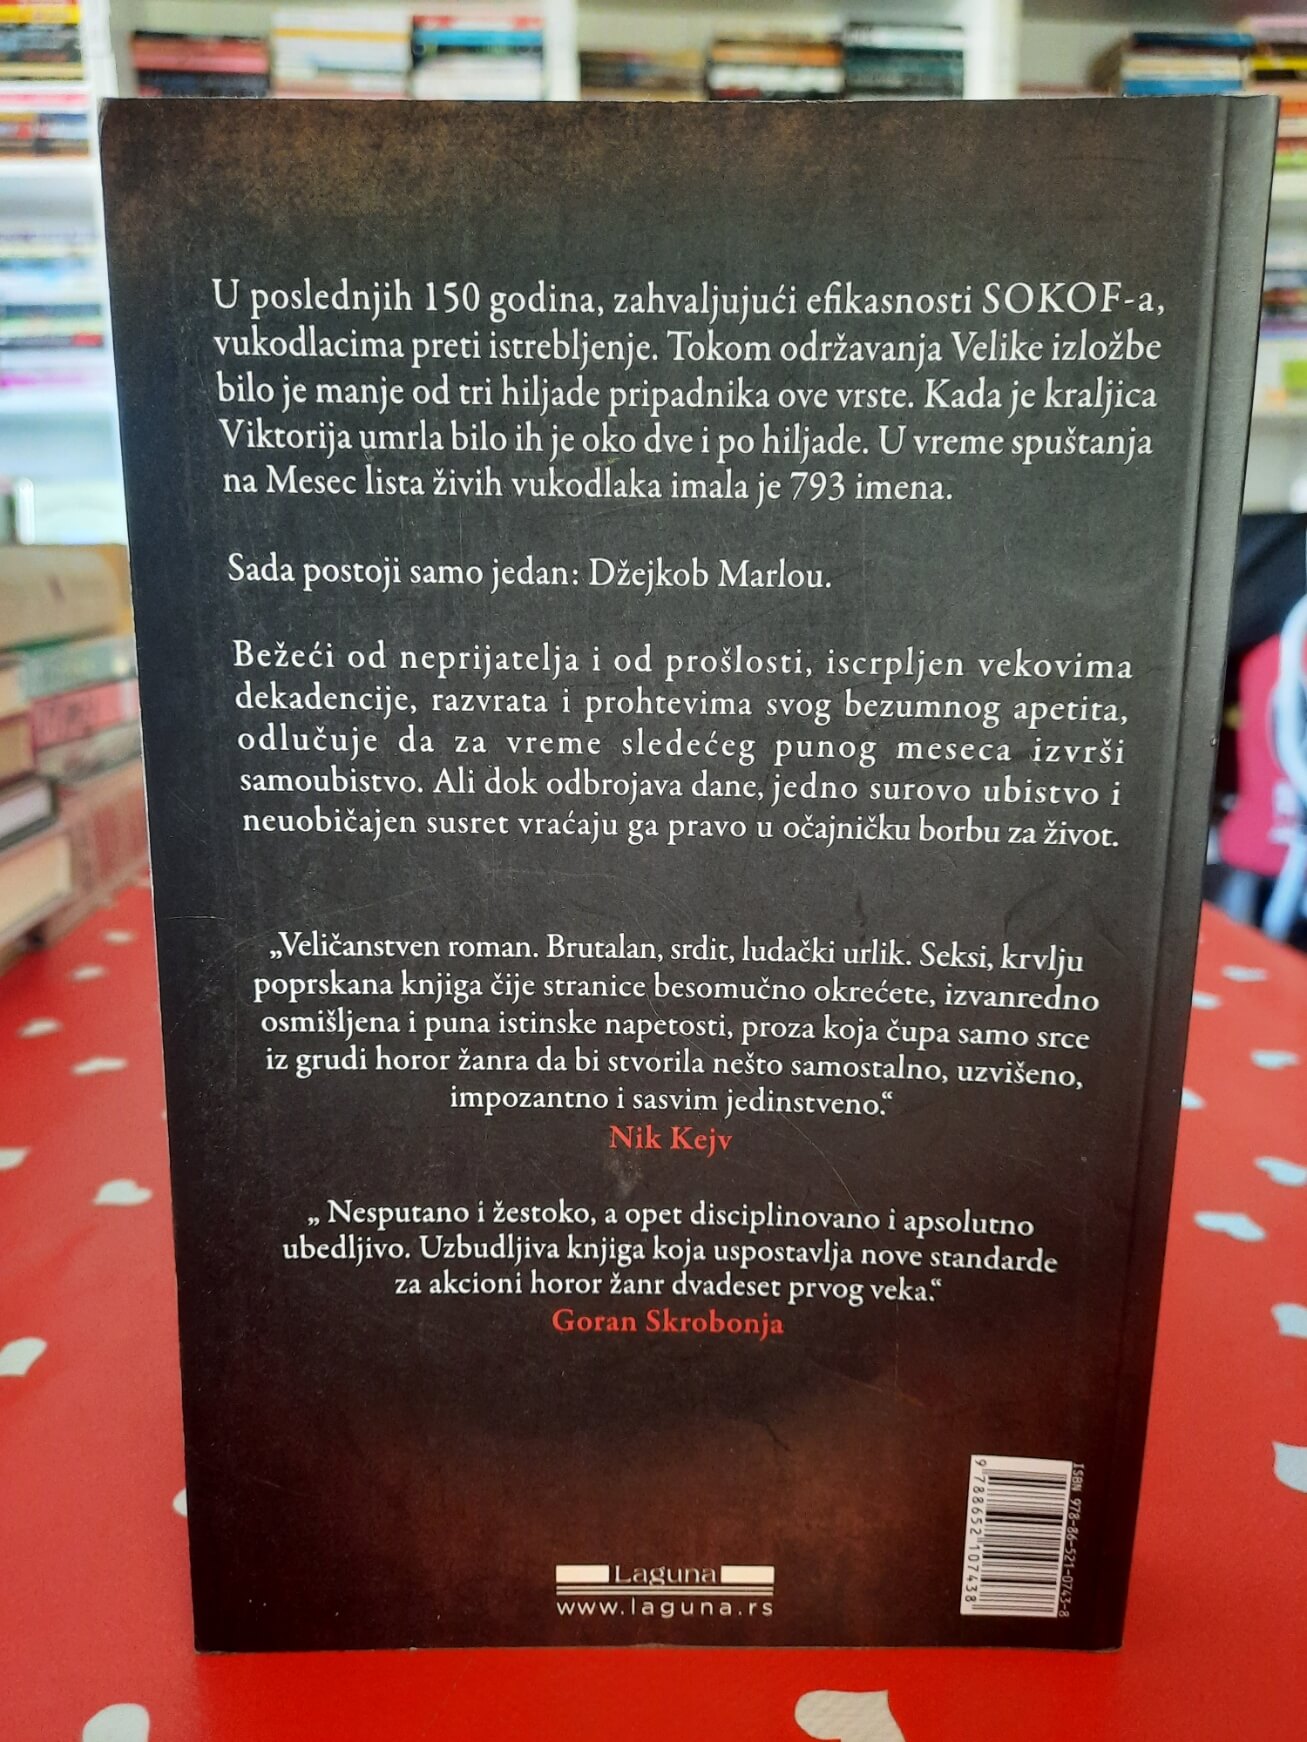 U poslednjih 150 godina, zahvaljujući efikasnosti SOKOF-a,
vukodlacima preti istrebljenje. Tokom održavanja Velike izložbe
bilo je manje od tri hiljade pripadnika ove vrste. Kada je kraljica
Viktorija umrla bilo ih je oko dve i po hiljade. U vreme spuštanja
na Mesec lista živih vukodlaka imala je 793 imena.
Sada postoji samo jedan: Džejkob Marlou.
Bežeći od neprijatelja i od prošlosti, iscrpljen vekovima
dekadencije, razvrata i prohtevima svog bezumnog apetita,
odlučuje da za vreme sledećeg punog meseca izvrši
samoubistvo. Ali dok odbrojava dane, jedno surovo ubistvo i
neuobičajen susret vraćaju ga pravo u očajničku borbu za život.
„Veličanstven roman. Brutalan, srdit, ludački urlik. Seksi, krvlju
poprskana knjiga čije stranice besomučno okrećete, izvanredno
osmišljena i puna istinske napetosti, proza koja čupa samo srce
iz grudi horor žanra da bi stvorila nešto samostalno, uzvišeno,
impozantno i sasvim jedinstveno.“
Nik Kejv
„ Nesputano i žestoko, a opet disciplinovano i apsolutno
ubedljivo. Uzbudljiva knjiga koja uspostavlja nove standarde
za akcioni horor žanr dvadeset prvog veka.“
Goran Skrobonja
ISBN 978-86-521-0743-8
9788652107438
Laguna
www.laguna.rs